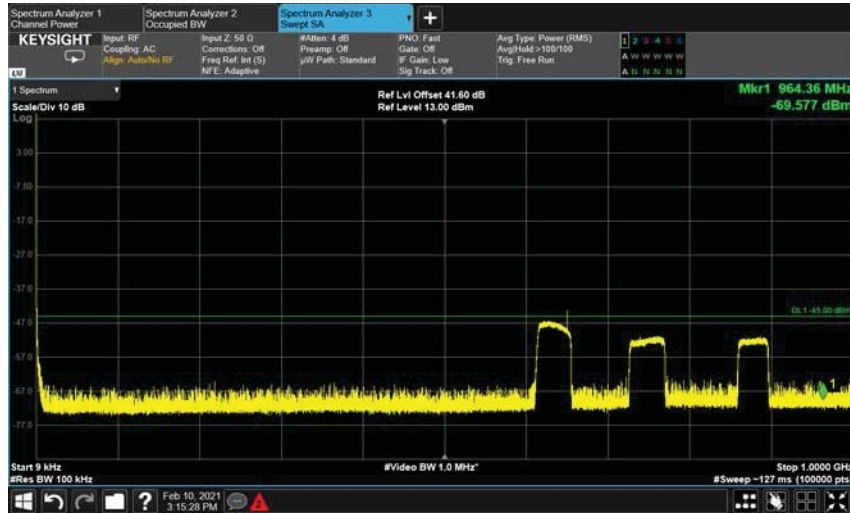 Spectrum Analyzer 1
Channel Power
Spectrum Analyzer 2
Occupied BW
Spectrum Analyzer 3
Swept SA
KEYSIGHT
Input: RF
Coupling: AC
Align: Auto/No RF
Input Z: 50 Ω
Corrections: Off
Freq Ref: Int (S)
NFE: Adaptive
#Atten: 4 dB
Preamp: Off
µW Path: Standard
PNO: Fast
Gate: Off
IF Gain: Low
Sig Track: Off
Avg Type: Power (RMS)
Avg|Hold:>100/100
Trig: Free Run
1 2 3 4 5 6
A W W W W W
A N N N N N
LXI
1 Spectrum
Scale/Div 10 dB
Log
Ref Lvl Offset 41.60 dB
Ref Level 13.00 dBm
Mkr1 964.36 MHz
-69.577 dBm
3.00
-7.00
-17.0
-27.0
-37.0
DL1 -45.00 dBm
-47.0
-57.0
-67.0
1
-77.0
Start 9 kHz
#Res BW 100 kHz
#Video BW 1.0 MHz*
Stop 1.0000 GHz
#Sweep ~127 ms (100000 pts
Feb 10, 2021
3:15:28 PM